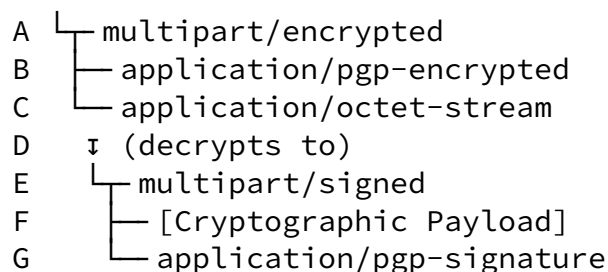 A └┬╴multipart/encrypted
B  ├─╴application/pgp-encrypted
C  └─╴application/octet-stream
D   ↧ (decrypts to)
E   └┬╴multipart/signed
F    ├─╴[Cryptographic Payload]
G    └─╴application/pgp-signature